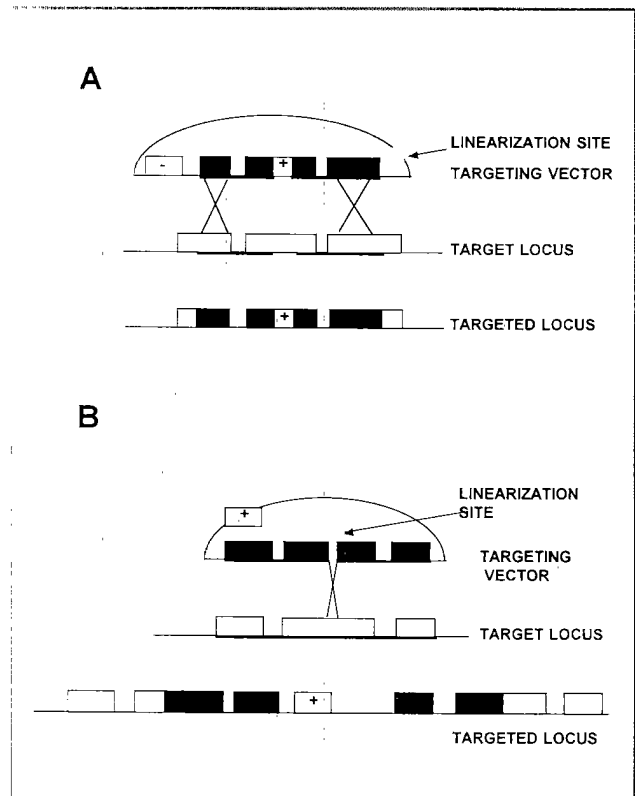 A
LINEARIZATION SITE
TARGETING VECTOR
-
+
TARGET LOCUS
+
TARGETED LOCUS
B
LINEARIZATION
SITE
+
TARGETING
VECTOR
TARGET LOCUS
+
TARGETED LOCUS